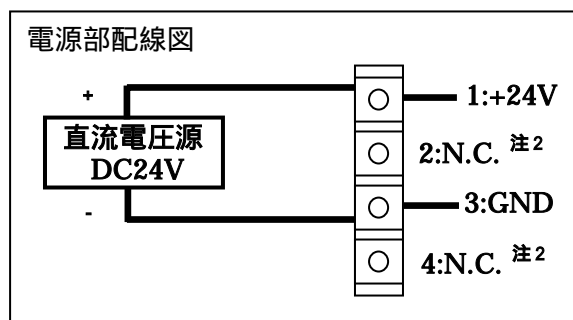 電源部配線図
+
1:+24V
直流電圧源
DC24V
2:N.C. 注2
-
3:GND
4:N.C. 注2